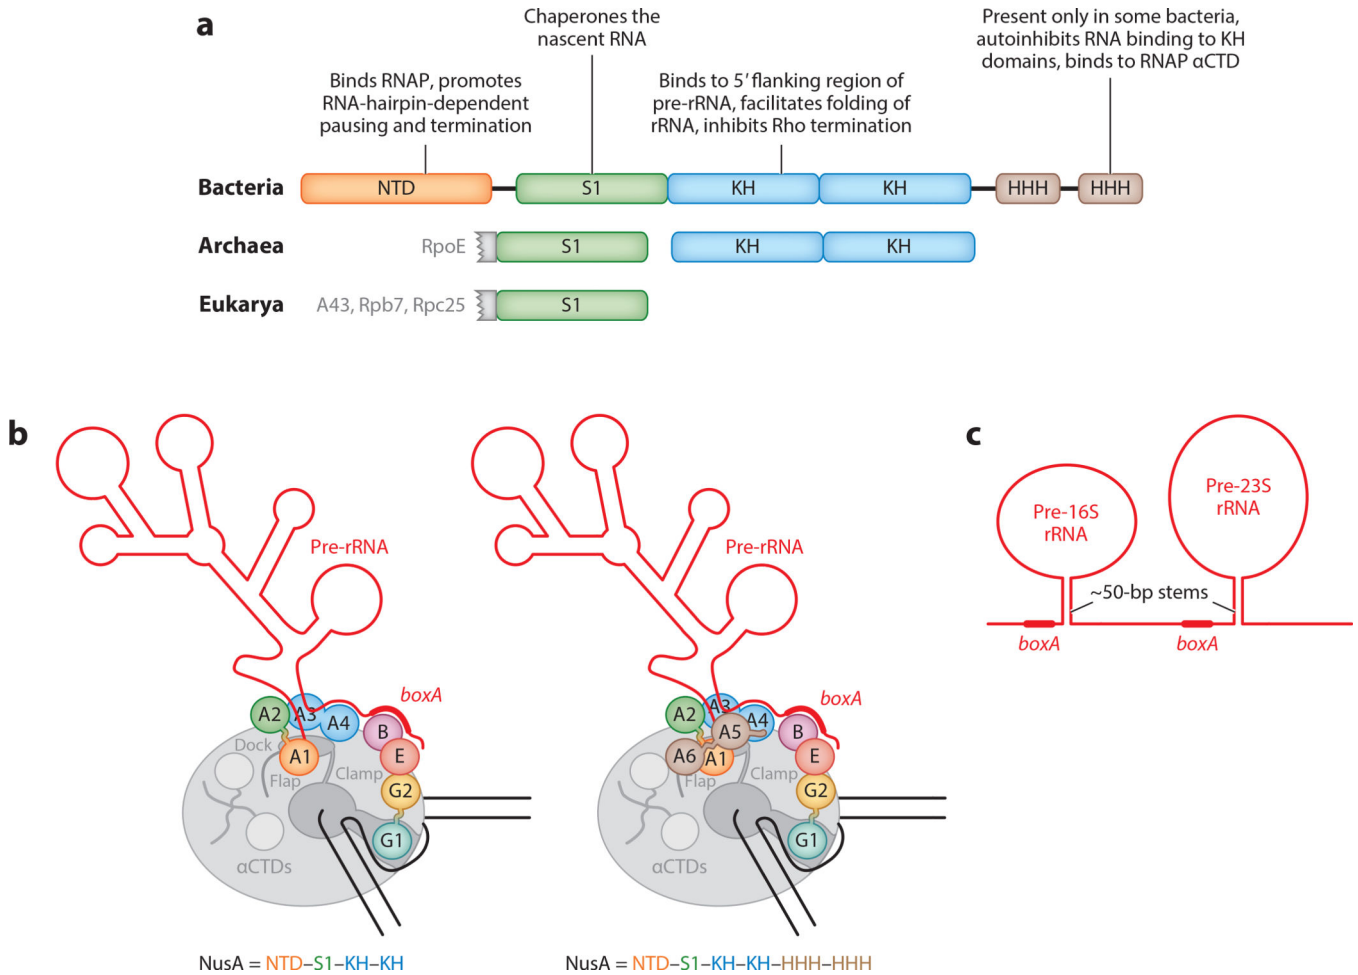 a
Chaperones the
nascent RNA
Present only in some bacteria,
autoinhibits RNA binding to KH
domains, binds to RNAP αCTD
Binds RNAP, promotes
RNA-hairpin-dependent
pausing and termination
Binds to 5′ flanking region of
pre-rRNA, facilitates folding of
rRNA, inhibits Rho termination
Bacteria NTD S1 KH KH HHH HHH
Archaea RpoE S1 KH KH
Eukarya A43, Rpb7, Rpc25 S1
b
Pre-rRNA
boxA
A2 A3 A4 B
Dock A1 E
Flap Clamp G2
G1
αCTDs
NusA = NTD–S1–KH–KH
Pre-rRNA
boxA
A2 A3 A4 B
A5
A6 A1 E
Flap Clamp G2
G1
αCTDs
NusA = NTD–S1–KH–KH–HHH–HHH
c
Pre-16S
rRNA
Pre-23S
rRNA
~50-bp stems
boxA boxA